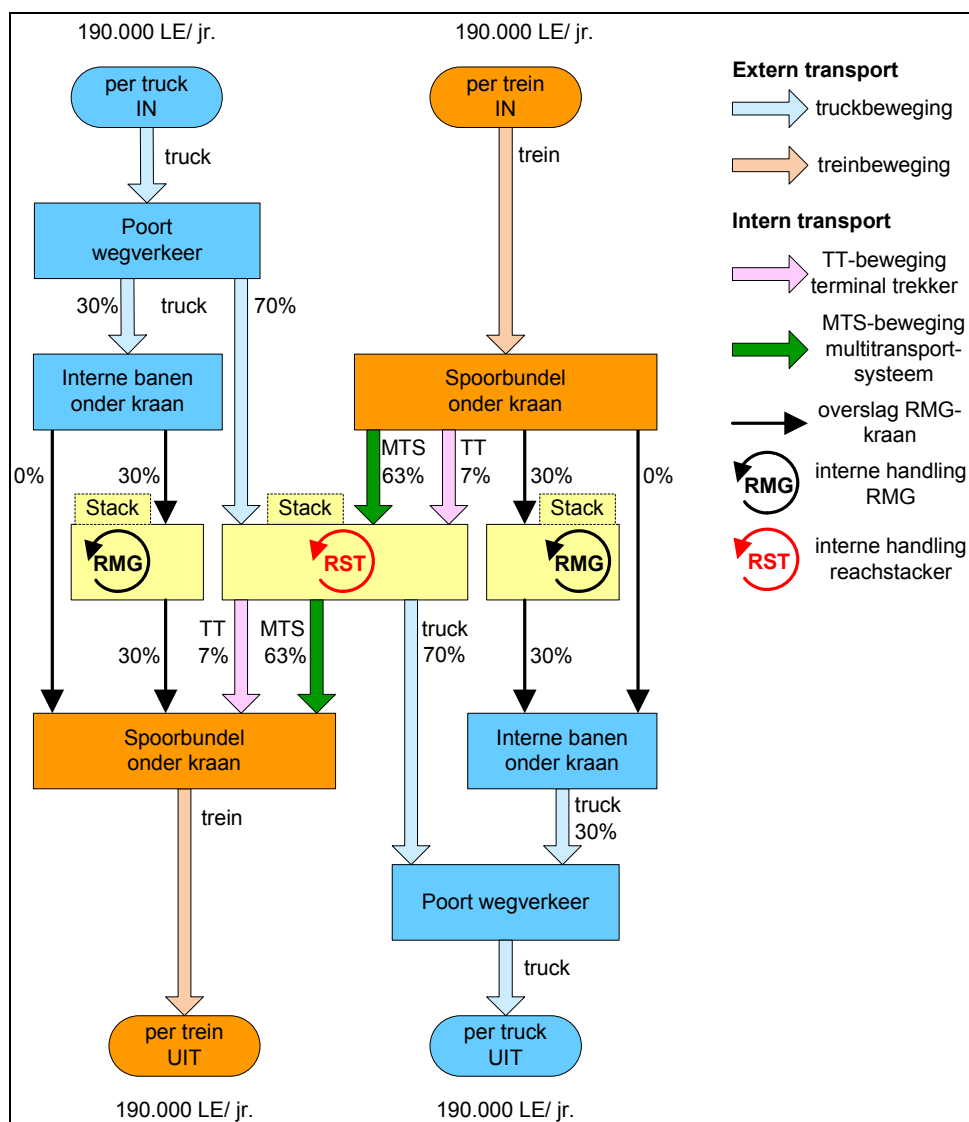 190.000 LE/ jr.
190.000 LE/ jr.
per truck
IN
per trein
IN
truck
trein
Poort
wegverkeer
30%
truck
70%
Interne banen
onder kraan
Spoorbundel
onder kraan
0%
30%
MTS
63%
TT
7%
30%
0%
Stack
Stack
Stack
RMG
RST
RMG
30%
TT
7%
MTS
63%
truck
70%
30%
Spoorbundel
onder kraan
Interne banen
onder kraan
trein
truck
30%
Poort wegverkeer
truck
per trein
UIT
per truck
UIT
190.000 LE/ jr.
190.000 LE/ jr.
Extern transport
truckbeweging
treinbeweging
Intern transport
TT-beweging
terminal trekker
MTS-beweging
multitransport-
systeem
overslag RMG-
kraan
RMG
interne handling
RMG
RST
interne handling
reachstacker